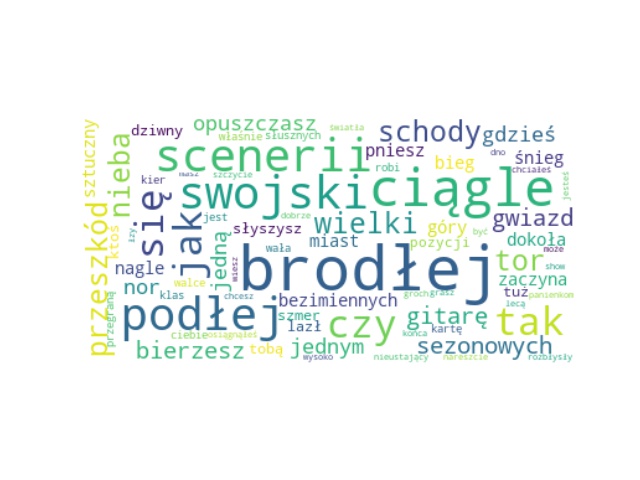 sztuczny
dziwny
opuszczasz
świata
właśnie
słusznych
schody
gdzieś
nieba
scenerii
pniesz
bieg
dno
śnieg
chciałeś
kier
masz
szczycie
robi
swojski
ciągle
jesteś
przeszkód
ktoś
łzy
się
jak
jest
jedną
słyszysz
dobrze
wielki
góry
być
gwiazd
miast
pozycji
dokoła
wała
może
nagle
wiesz
brodłej
tor
show
zaczyna
nor
klas
walce
chcesz
bezimiennych
groch
grasz
tuż
panienkom
lecą
przegraną
podłej
szmer
lazł
czy
gitarę
kartę
tak
ciebie
osiągnąłeś
końca
bierzesz
tobą
jednym
sezonowych
wysoko
nieustający
nareszcie
rozbłysły